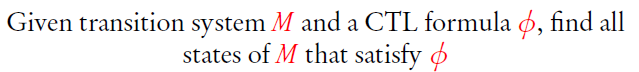 Given transition system M and a CTL formula ϕ, find all
states of M that satisfy ϕ